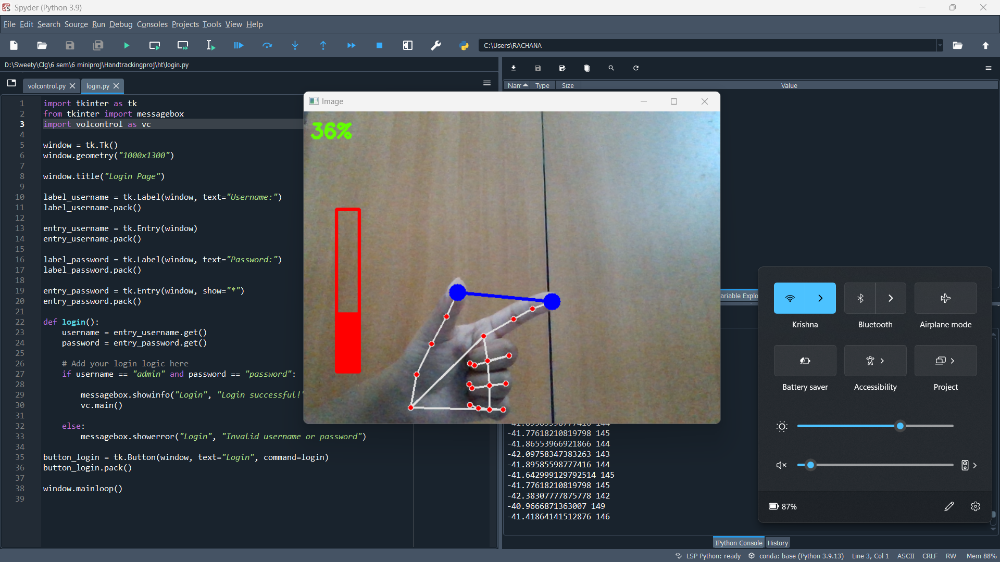 Spyder (Python 3.9)
File Edit Search Source Run Debug Consoles Projects Tools View Help
C:\Users\RACHANA
D:\Sweety\Clg\6 sem\6 miniproj\Handtrackingproj\ht\login.py
volcontrol.py
login.py
1 import tkinter as tk
2 from tkinter import messagebox
3 import volcontrol as vc
4
5 window = tk.Tk()
6 window.geometry("1000x1300")
7
8 window.title("Login Page")
9
10 label_username = tk.Label(window, text="Username:")
11 label_username.pack()
12
13 entry_username = tk.Entry(window)
14 entry_username.pack()
15
16 label_password = tk.Label(window, text="Password:")
17 label_password.pack()
18
19 entry_password = tk.Entry(window, show="*")
20 entry_password.pack()
21
22 def login():
23 username = entry_username.get()
24 password = entry_password.get()
25
26 # Add your login logic here
27 if username == "admin" and password == "password":
28
29 messagebox.showinfo("Login", "Login successful!"
30 vc.main()
31
32 else:
33 messagebox.showerror("Login", "Invalid username or password")
34
35 button_login = tk.Button(window, text="Login", command=login)
36 button_login.pack()
37
38 window.mainloop()
39
Nam Type Size Value
Image
36%
ariable Explo
-41.77618210819798 145
-41.86553966921866 144
-42.09758347383263 143
-41.89585598777416 144
-41.642999129792514 145
-41.77618210819798 145
-42.38307777875778 142
-40.9666871363007 149
-41.41864141512876 146
IPython Console History
Krishna Bluetooth Airplane mode
Battery saver Accessibility Project
87%
LSP Python: ready conda: base (Python 3.9.13) Line 3, Col 1 ASCII CRLF RW Mem 88%